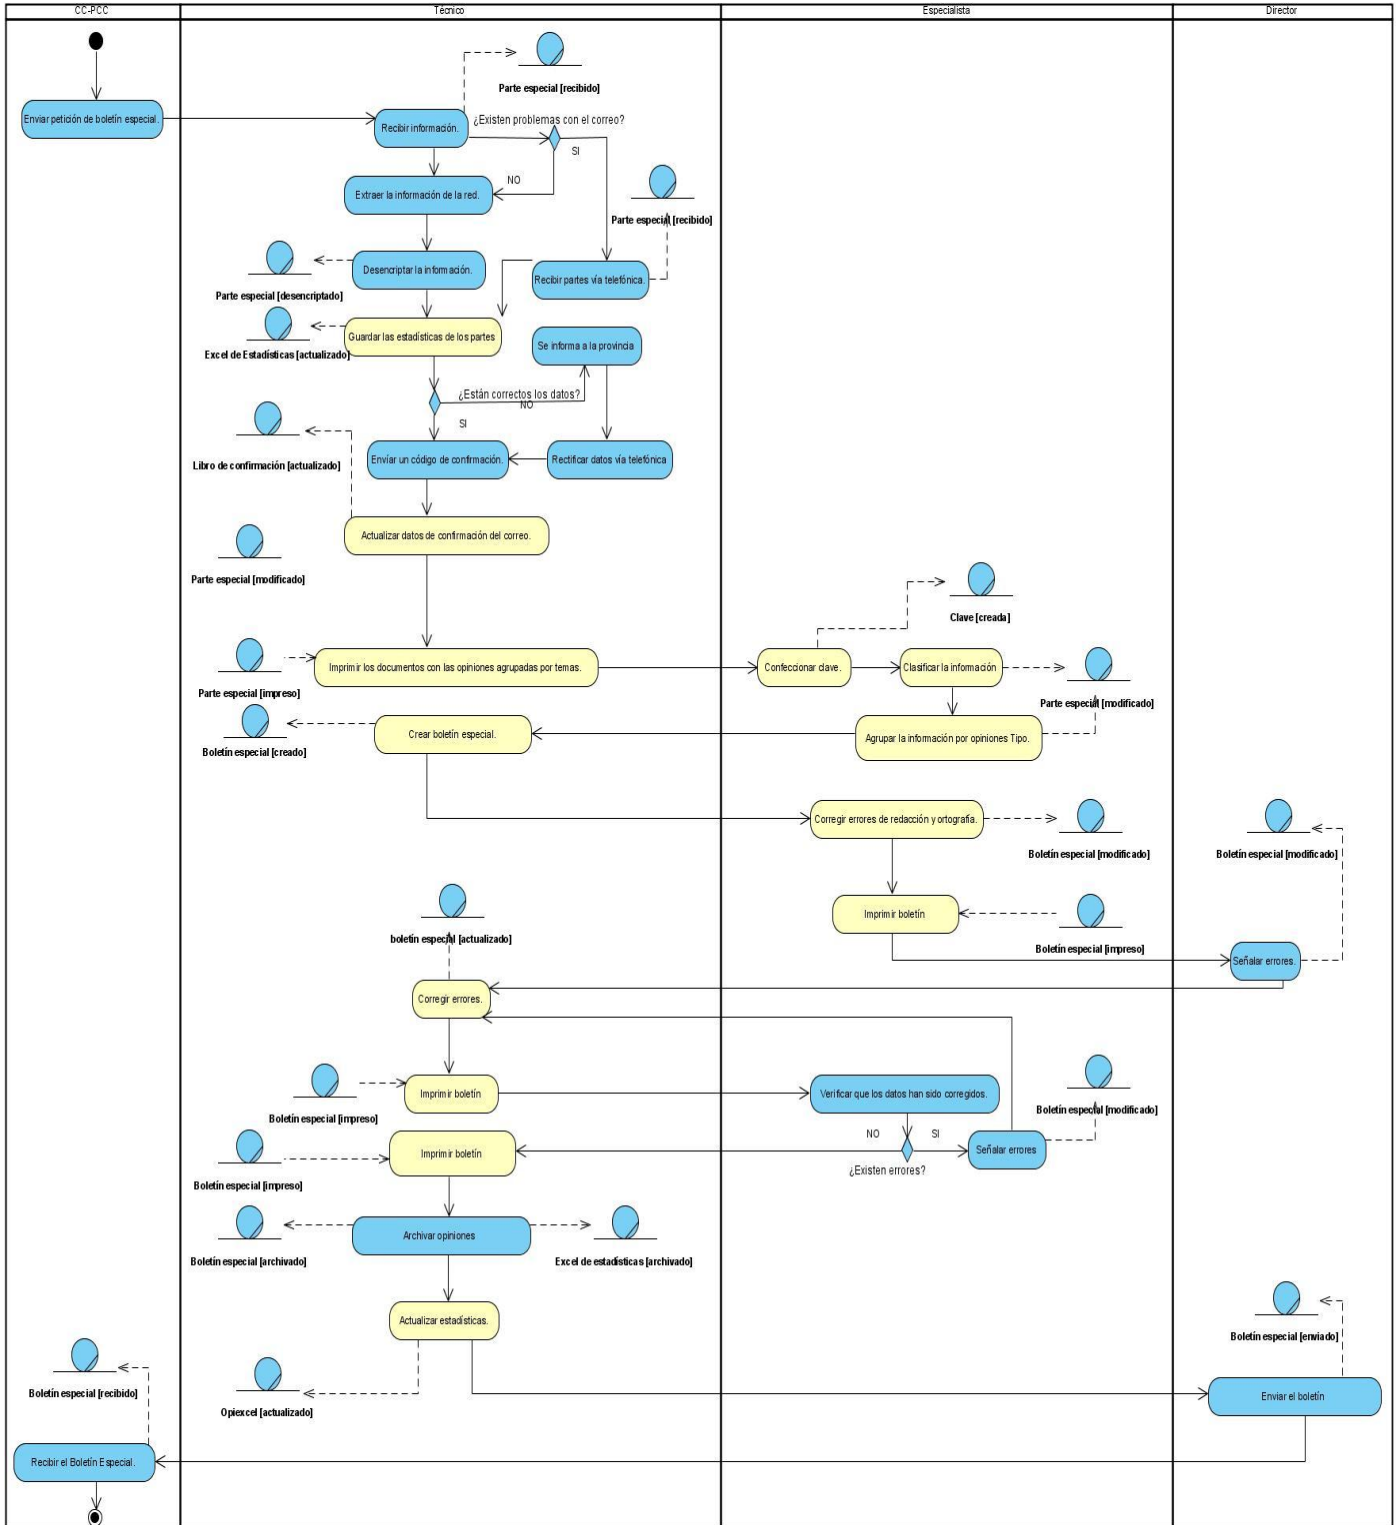 CC-PCC
Técnico
Especialista
Director
Parte especial [recibido]
Enviar petición de boletín especial.
Recibir información.
¿Existen problemas con el correo?
SI
NO
Extraer la información de la red.
Parte especial [recibido]
Desencriptar la información.
Recibir partes vía telefónica.
Parte especial [desencriptado]
Guardar las estadísticas de los partes
Se informa a la provincia
Excel de Estadísticas [actualizado]
¿Están correctos los datos?
NO
SI
Libro de confirmación [actualizado]
Envíar un código de confirmación.
Rectificar datos vía telefónica
Actualizar datos de confirmación del correo.
Parte especial [modificado]
Clave [creada]
Imprimir los documentos con las opiniones agrupadas por temas.
Confeccionar clave.
Clasificar la información
Parte especial [impreso]
Parte especial [modificado]
Crear boletín especial.
Agrupar la información por opiniones Tipo.
Boletín especial [creado]
Corregir errores de redacción y ortografía.
Boletín especial [modificado]
Boletín especial [modificado]
Imprimir boletín
boletín especial [actualizado]
Boletín especial [impreso]
Señalar errores.
Corregir errores.
Imprimir boletín
Verificar que los datos han sido corregidos.
Boletín especial [impreso]
Boletín especial [modificado]
NO
SI
Imprimir boletín
Señalar errores
¿Existen errores?
Boletín especial [impreso]
Archivar opiniones
Boletín especial [archivado]
Excel de estadísticas [archivado]
Actualizar estadísticas.
Boletín especial [enviado]
Boletín especial [recibido]
Opiexcel [actualizado]
Enviar el boletín
Recibir el Boletín Especial.